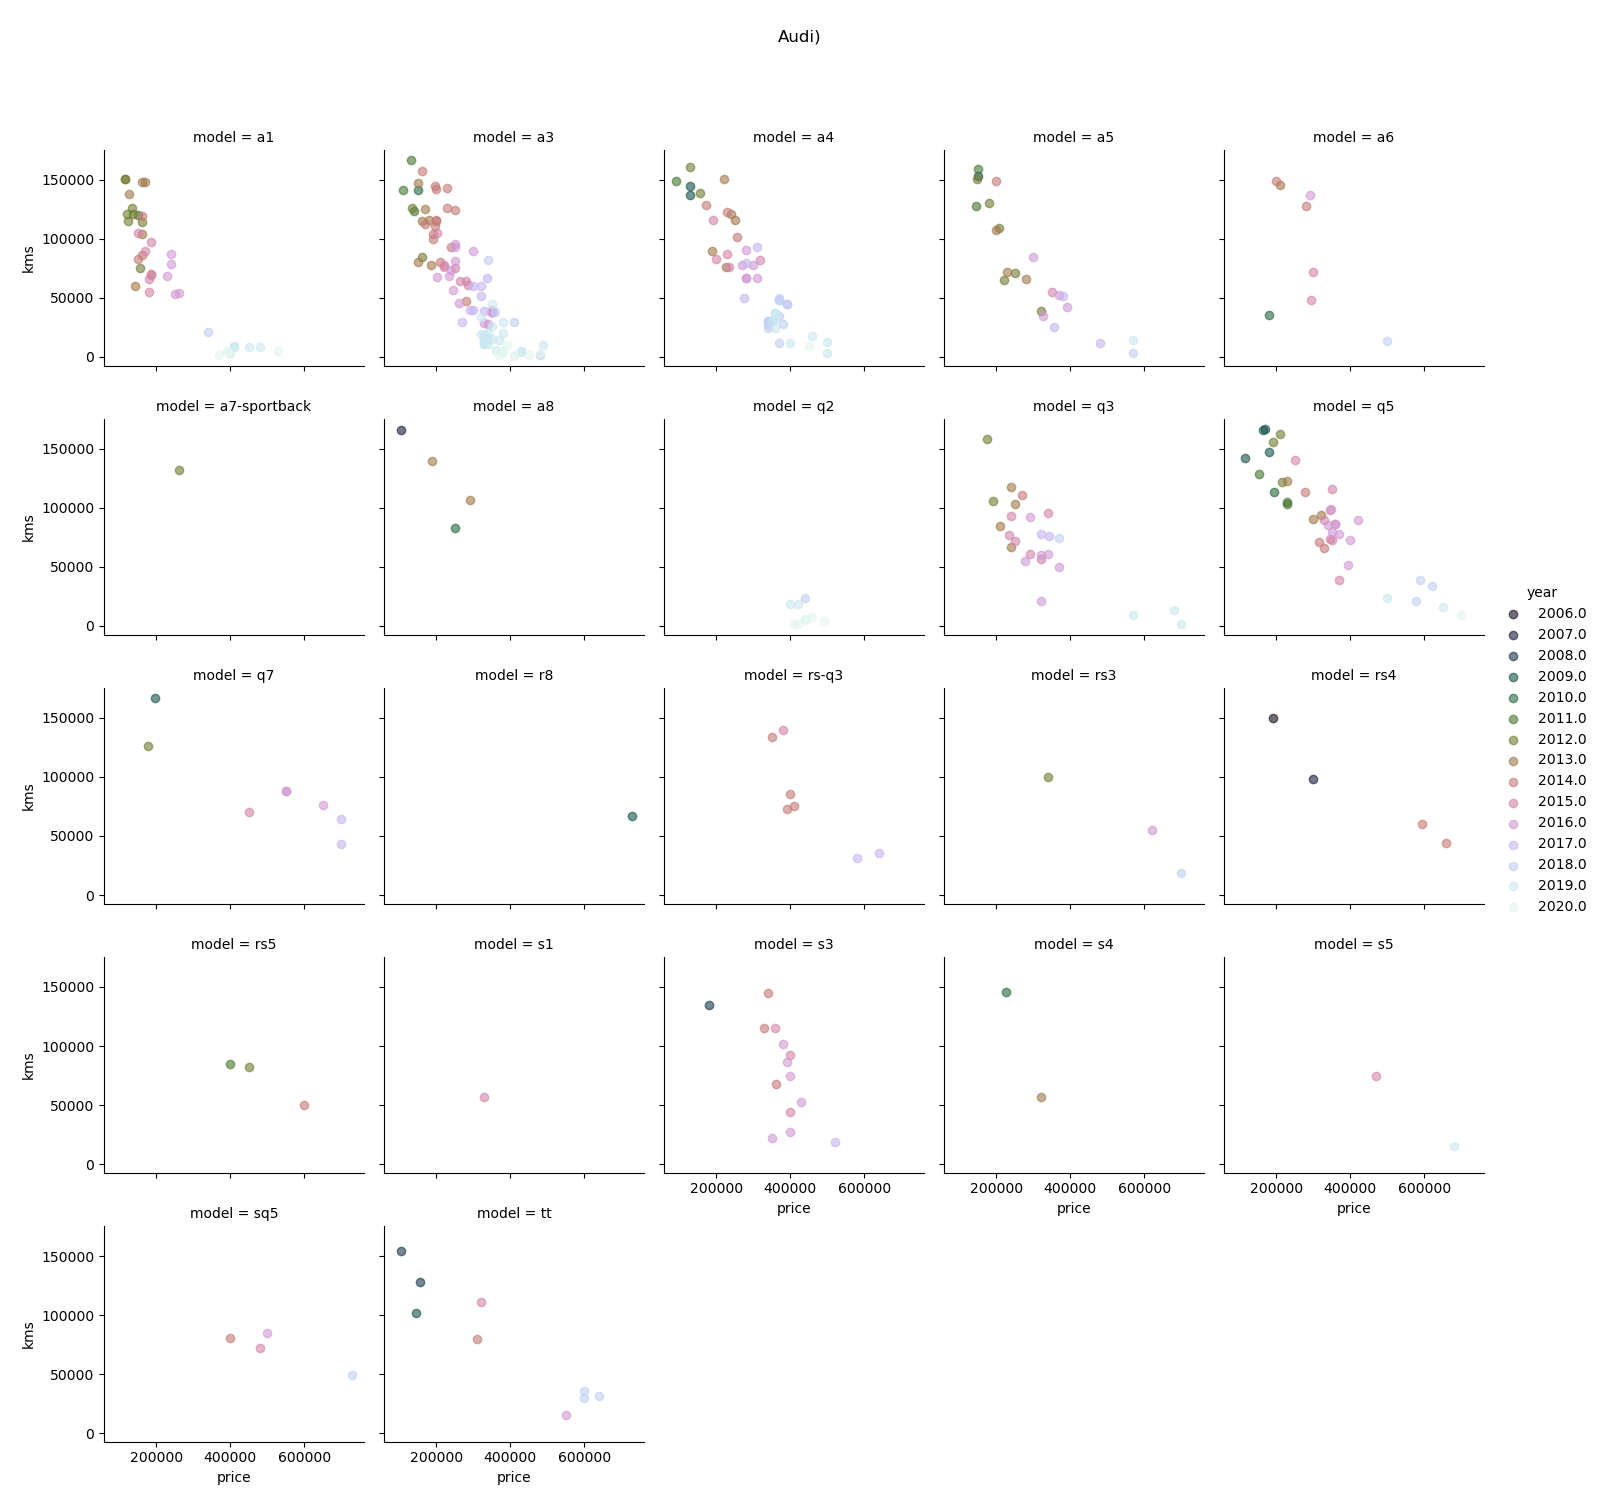 Audi)
model = a1
model = a3
model = a4
model = a5
model = a6
kms
150000
100000
50000
0
model = a7-sportback
model = a8
model = q2
model = q3
model = q5
kms
150000
100000
50000
0
year
2006.0
2007.0
2008.0
2009.0
2010.0
2011.0
2012.0
2013.0
2014.0
2015.0
2016.0
2017.0
2018.0
2019.0
2020.0
model = q7
model = r8
model = rs-q3
model = rs3
model = rs4
kms
150000
100000
50000
0
model = rs5
model = s1
model = s3
model = s4
model = s5
kms
150000
100000
50000
0
200000 400000 600000
price
200000 400000 600000
price
200000 400000 600000
price
model = sq5
model = tt
kms
150000
100000
50000
0
200000 400000 600000
price
200000 400000 600000
price